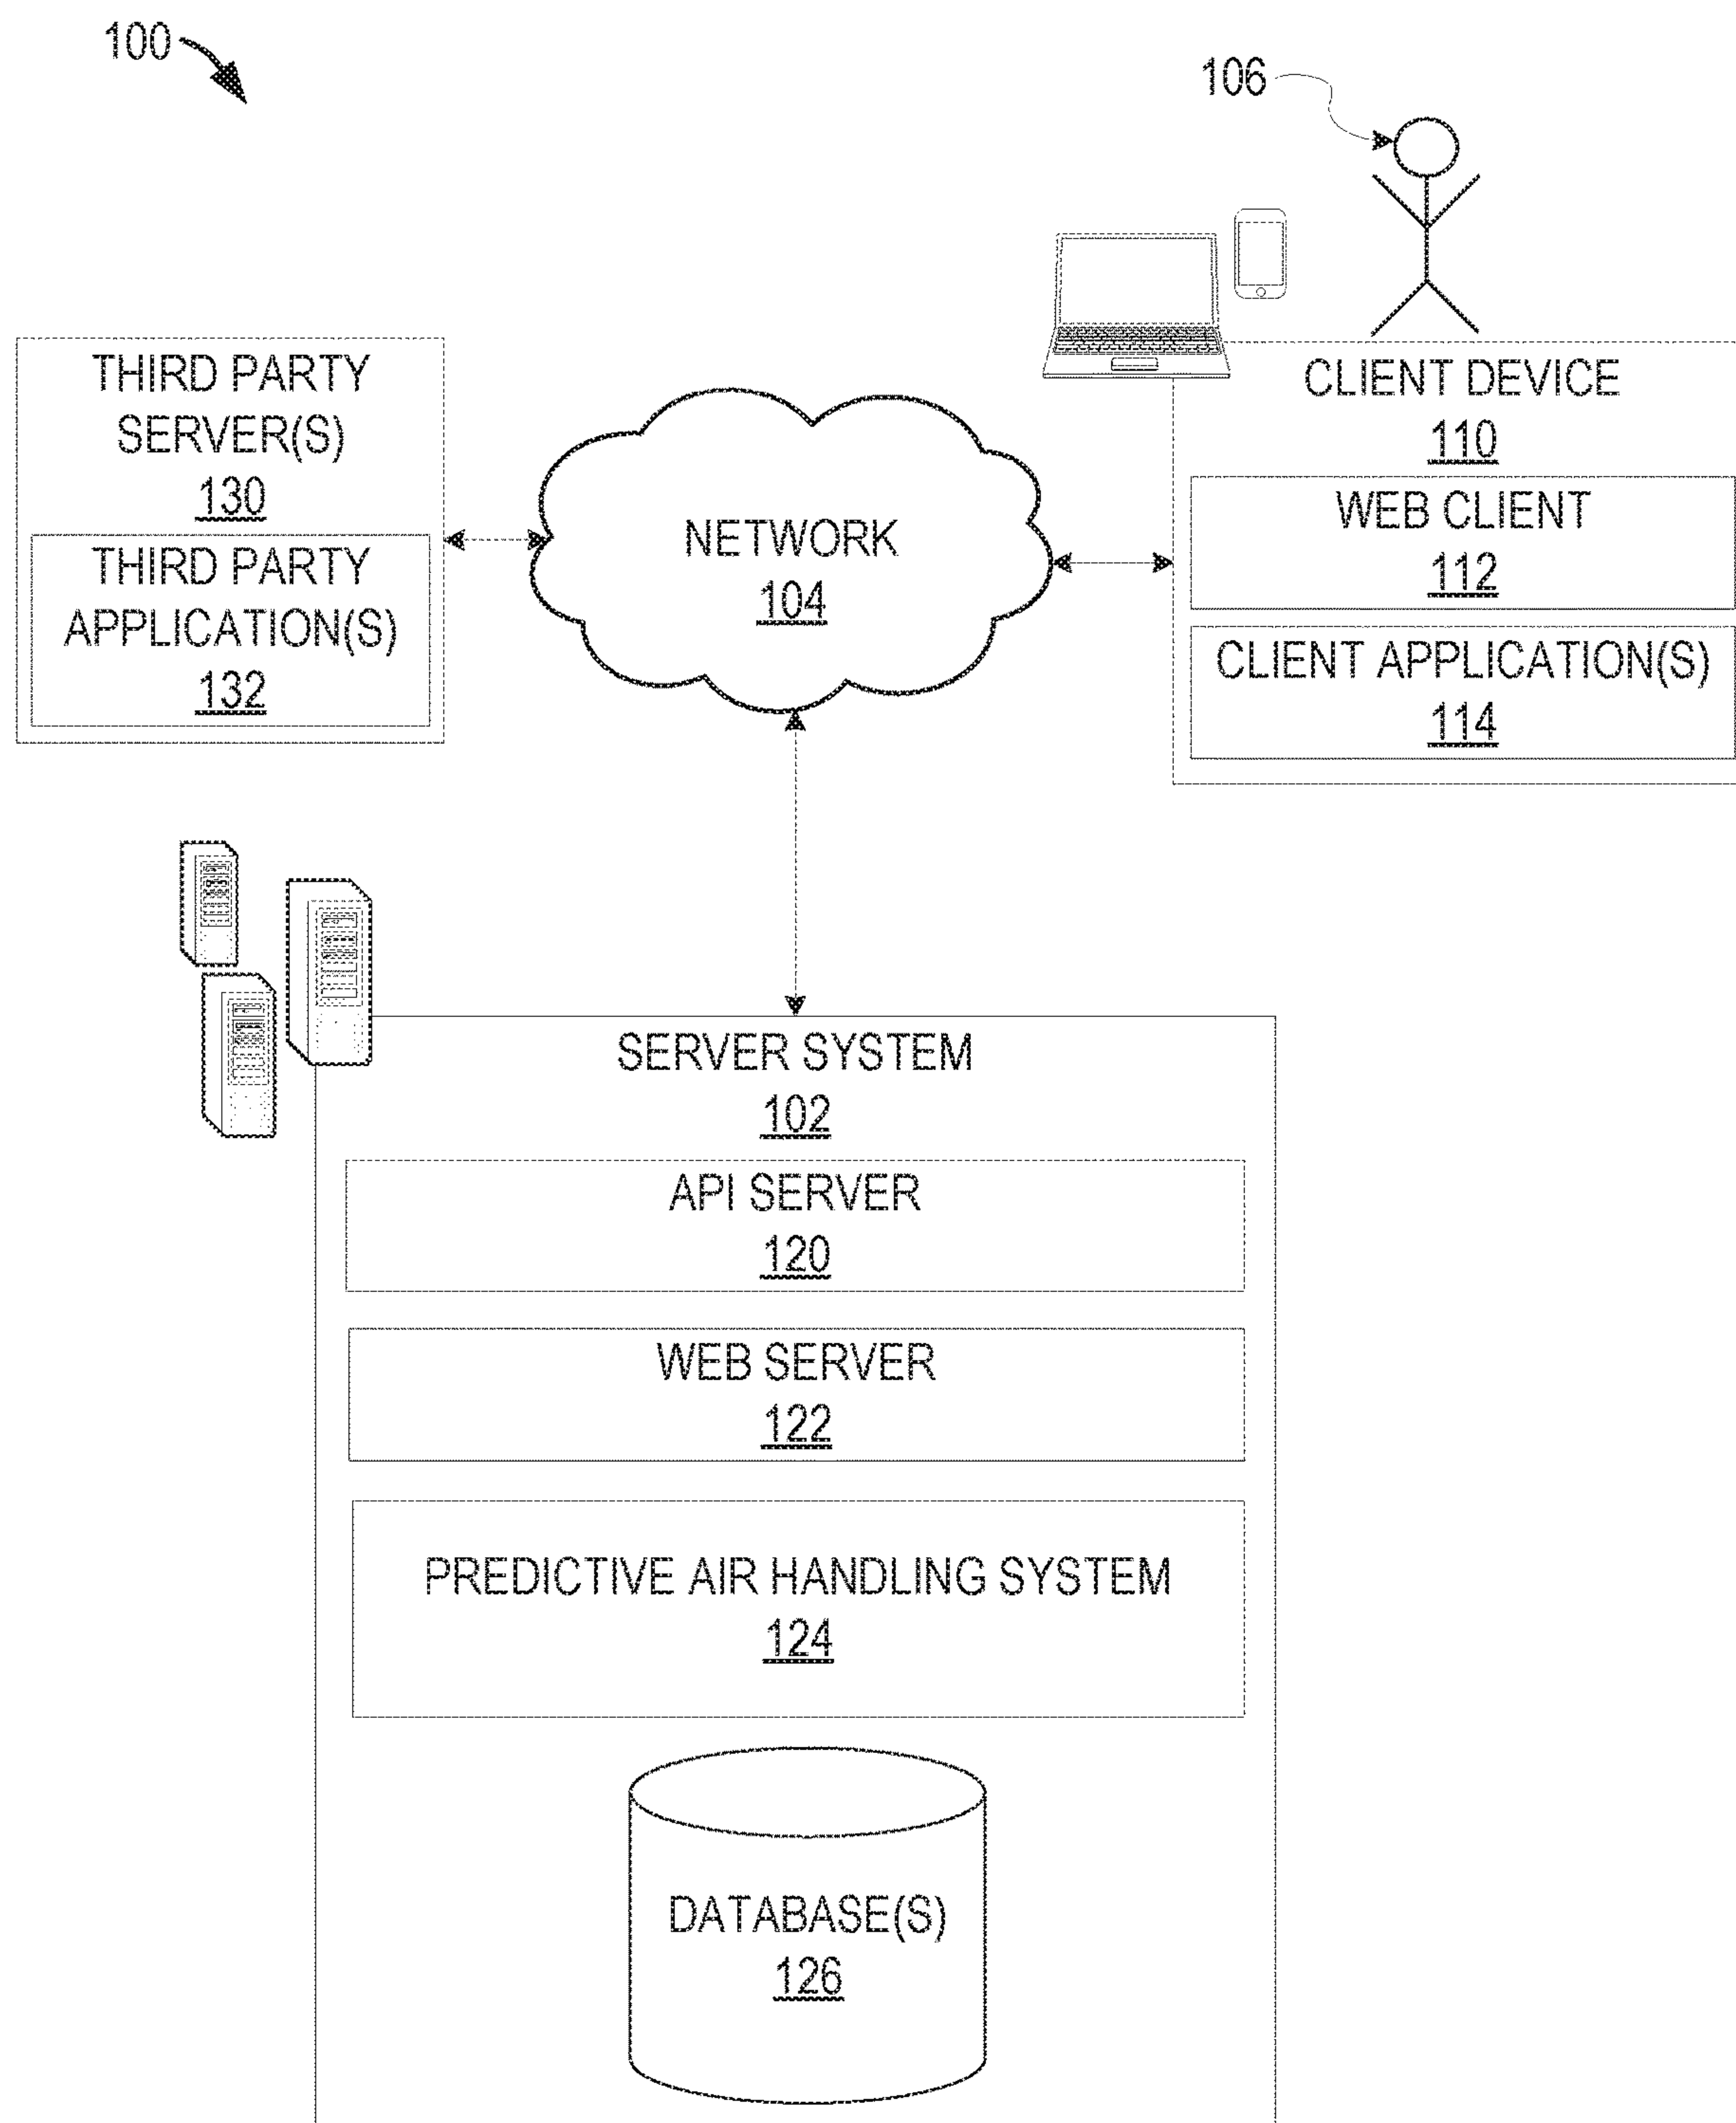 100
106
THIRD PARTY
SERVER(S)
130
THIRD PARTY
APPLICATION(S)
132
NETWORK
104
CLIENT DEVICE
110
WEB CLIENT
112
CLIENT APPLICATION(S)
114
SERVER SYSTEM
102
API SERVER
120
WEB SERVER
122
PREDICTIVE AIR HANDLING SYSTEM
124
DATABASE(S)
126